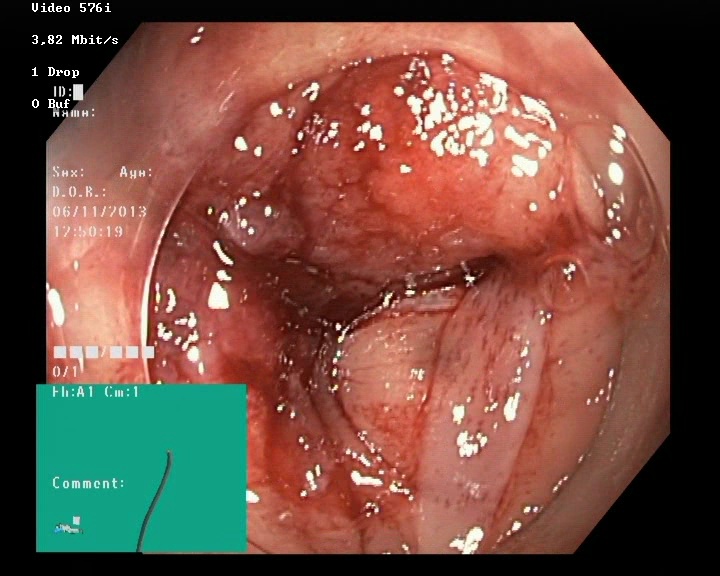 Video 576i
3,82 Mbit/s
1 Drop
ID:
0 Buf
Name:
Sex: Age:
D.O.B.:
06/11/2013
12:50:19
0/1
Eh:A1 Cm:1
Comment: